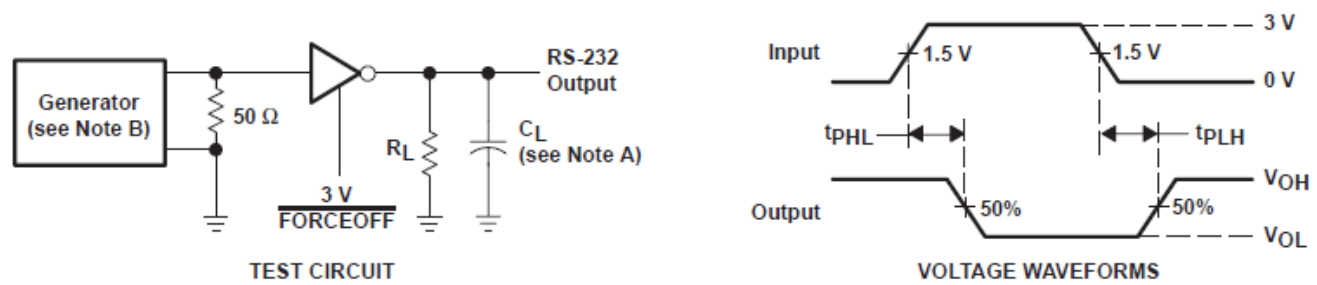 Generator
(see Note B)
50 Ω
3 V
FORCEOFF
RL
CL
(see Note A)
RS-232
Output
TEST CIRCUIT
Input
1.5 V
1.5 V
3 V
0 V
tPHL
tPLH
Output
50%
50%
VOH
VOL
VOLTAGE WAVEFORMS